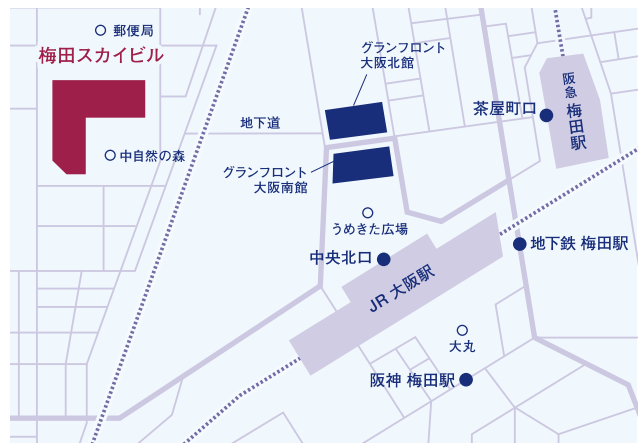 郵便局
梅田スカイビル
グランフロント
大阪北館
阪急 梅田駅
茶屋町口
地下道
中自然の森
グランフロント
大阪南館
うめきた広場
中央北口
地下鉄 梅田駅
JR 大阪駅
大丸
阪神 梅田駅